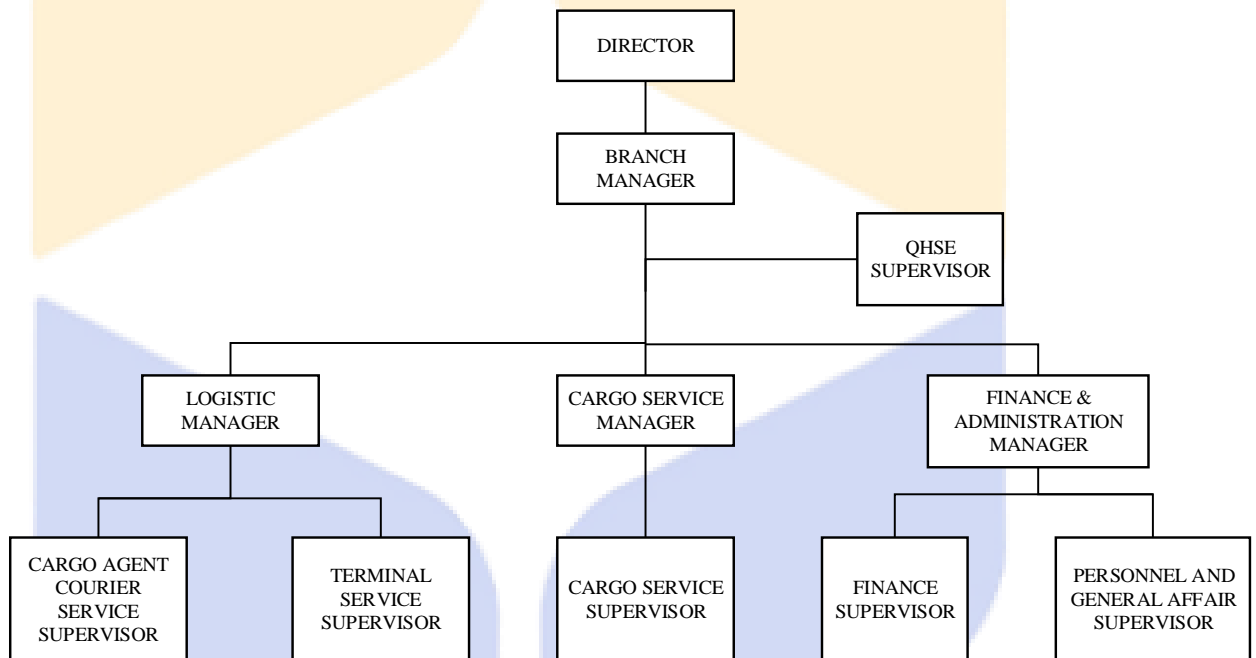 DIRECTOR
BRANCH
MANAGER
QHSE
SUPERVISOR
LOGISTIC
MANAGER
CARGO SERVICE
MANAGER
FINANCE &
ADMINISTRATION
MANAGER
CARGO AGENT
COURIER
SERVICE
SUPERVISOR
TERMINAL
SERVICE
SUPERVISOR
CARGO SERVICE
SUPERVISOR
FINANCE
SUPERVISOR
PERSONNEL AND
GENERAL AFFAIR
SUPERVISOR